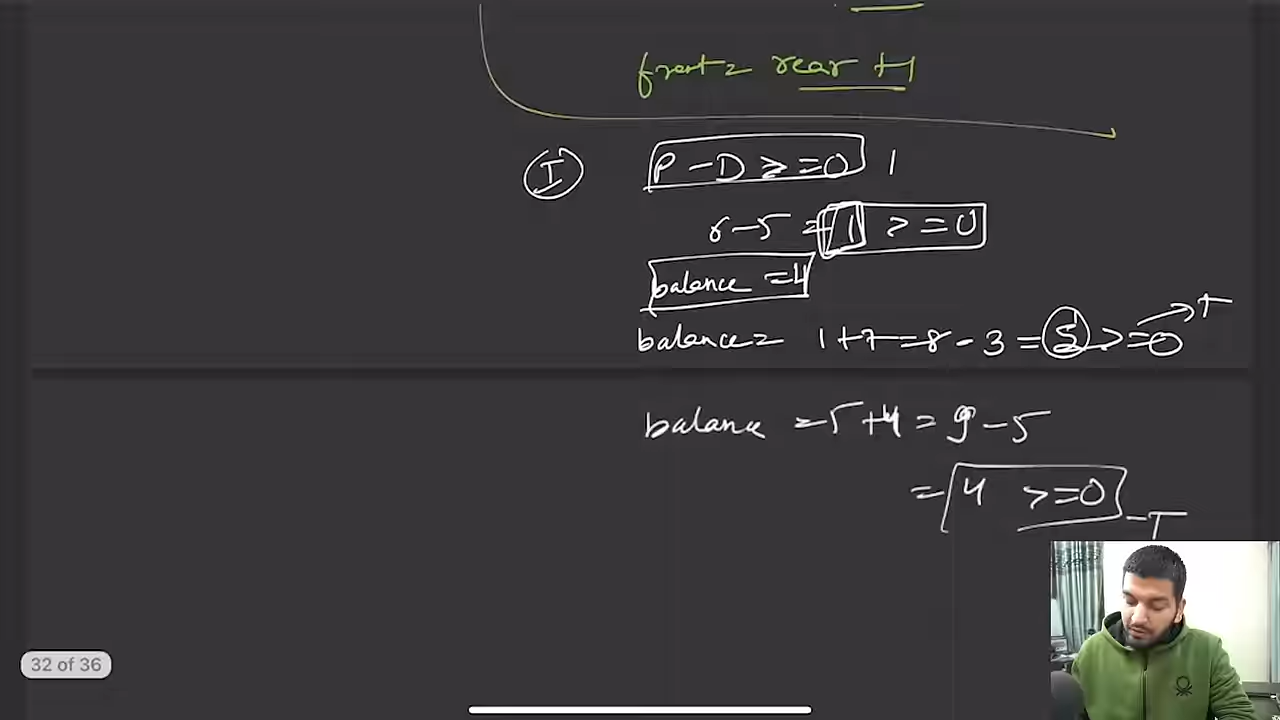 front = rear +1
I P - D >= 0 1
6 - 5 = 1 >= 0
balance = 4
balance = 1 + 7 = 8 - 3 = 5 >= 0 → T
balance = 5 + 4 = 9 - 5
= 4 >= 0 - T
32 of 36